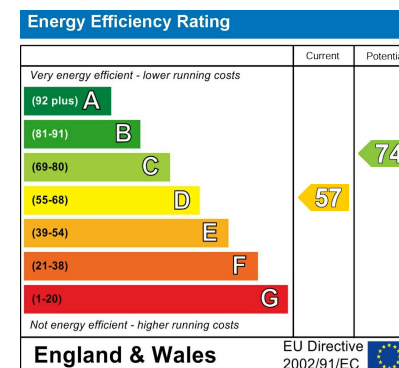 Energy Efficiency Rating
Current Potentia
Very energy efficient - lower running costs
(92 plus) A
(81-91) B
(69-80) C
74
(55-68) D
57
(39-54) E
(21-38) F
(1-20) G
Not energy efficient - higher running costs
England & Wales
EU Directive
2002/91/EC